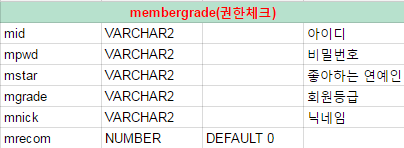 membergrade(권한체크)
mid VARCHAR2 아이디
mpwd VARCHAR2 비밀번호
mstar VARCHAR2 좋아하는 연예인
mgrade VARCHAR2 회원등급
mnick VARCHAR2 닉네임
mrecom NUMBER DEFAULT 0